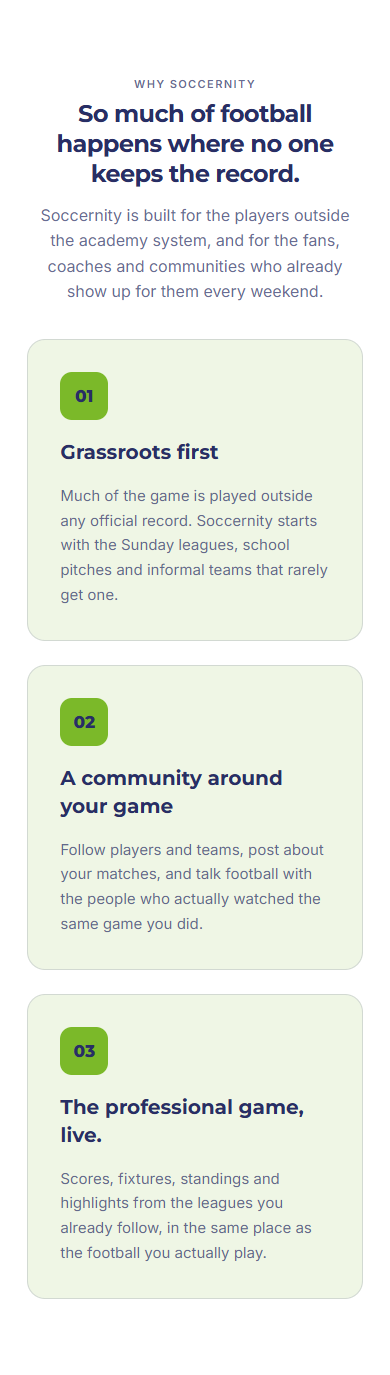 WHY SOCCERNITY
So much of football
happens where no one
keeps the record.
Soccernity is built for the players outside
the academy system, and for the fans,
coaches and communities who already
show up for them every weekend.
01
Grassroots first
Much of the game is played outside
any official record. Soccernity starts
with the Sunday leagues, school
pitches and informal teams that rarely
get one.
02
A community around
your game
Follow players and teams, post about
your matches, and talk football with
the people who actually watched the
same game you did.
03
The professional game,
live.
Scores, fixtures, standings and
highlights from the leagues you
already follow, in the same place as
the football you actually play.